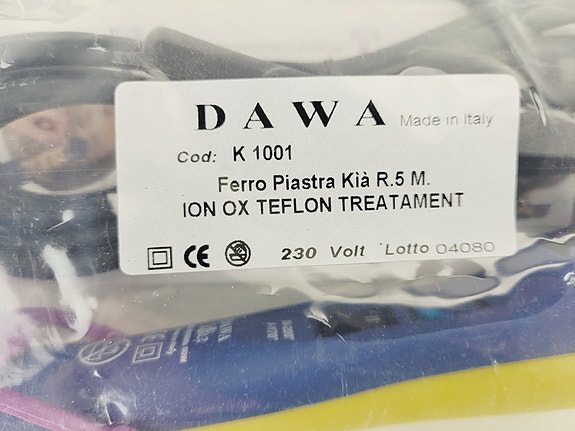 DAWA Made in Italy
Cod: K 1001
Ferro Piastra Kià R.5 M.
ION OX TEFLON TREATAMENT
CE 230 Volt Lotto 04080